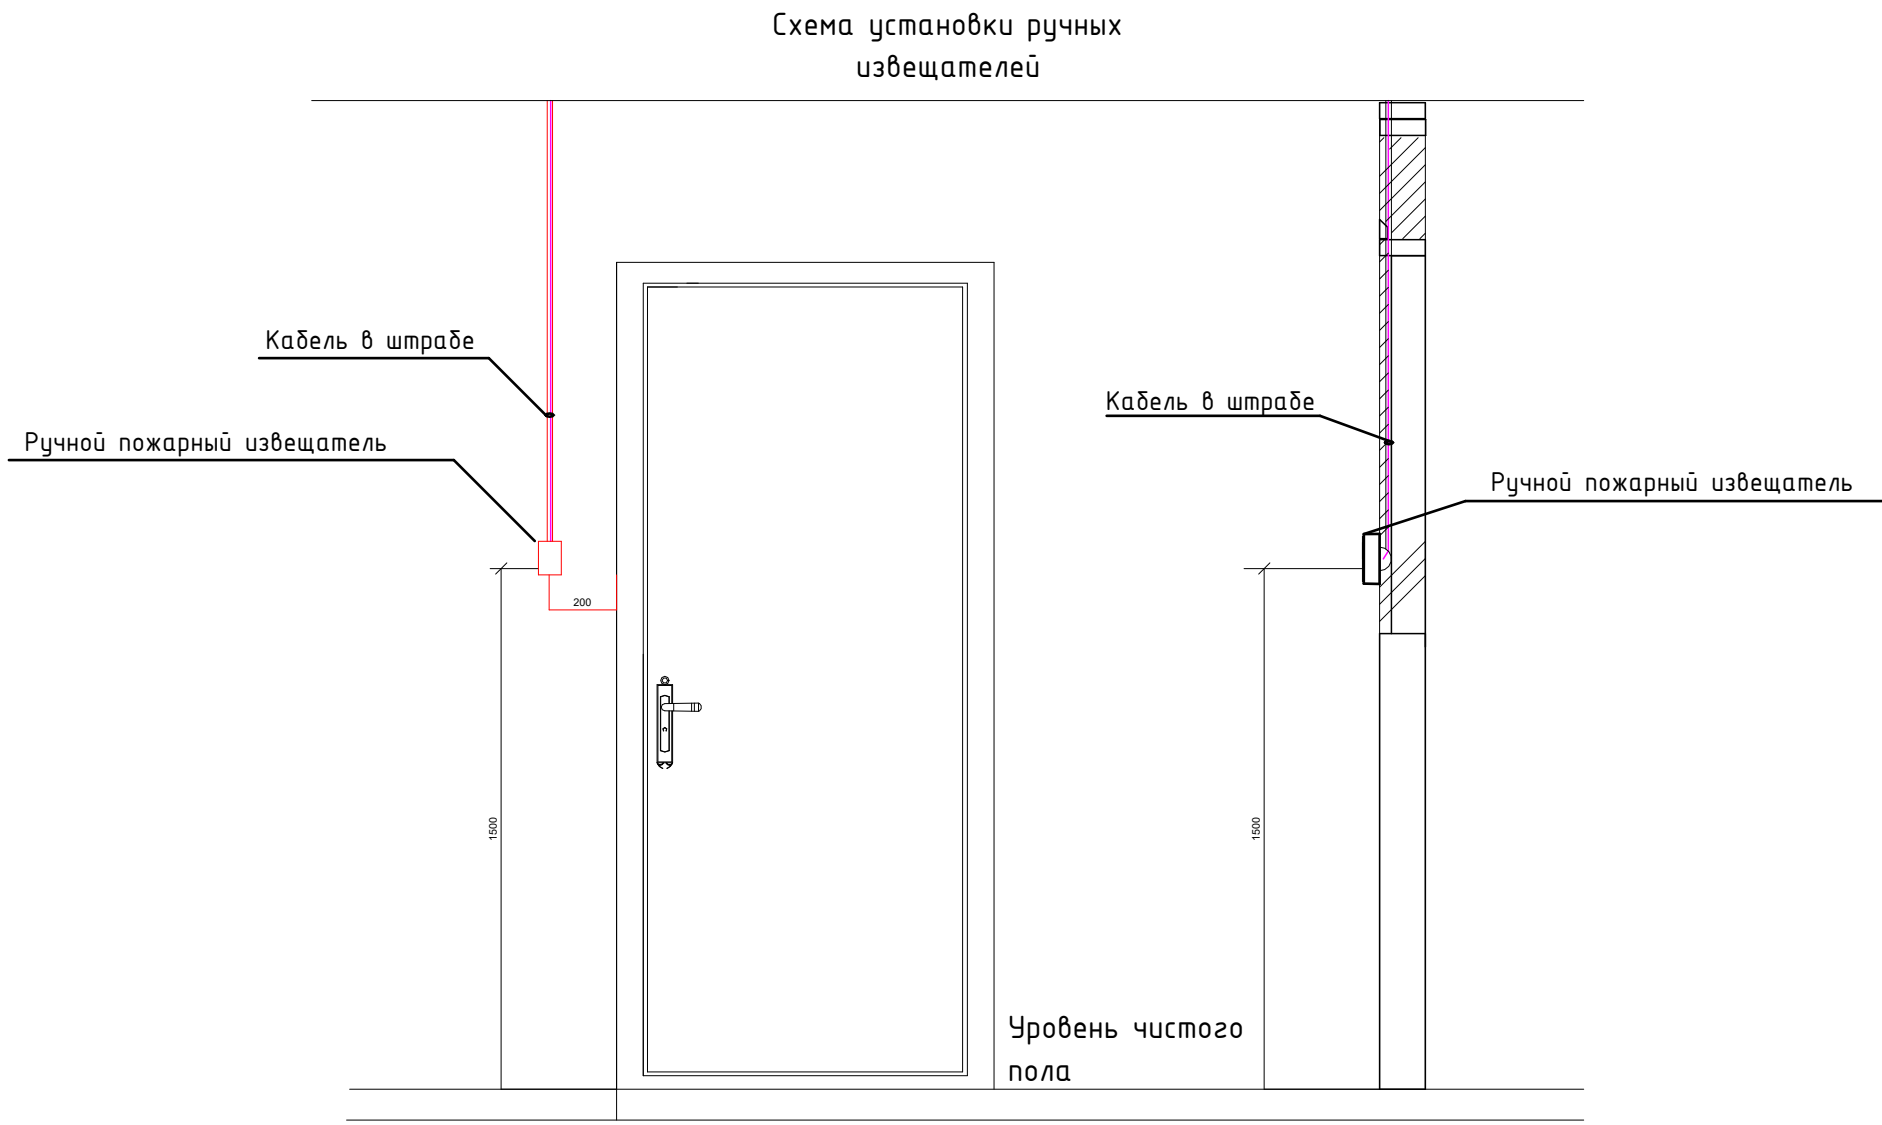 Схема установки ручных
извещателей
Кабель в штрабе
Кабель в штрабе
Ручной пожарный извещатель
Ручной пожарный извещатель
200
1500
1500
Уровень чистого
пола